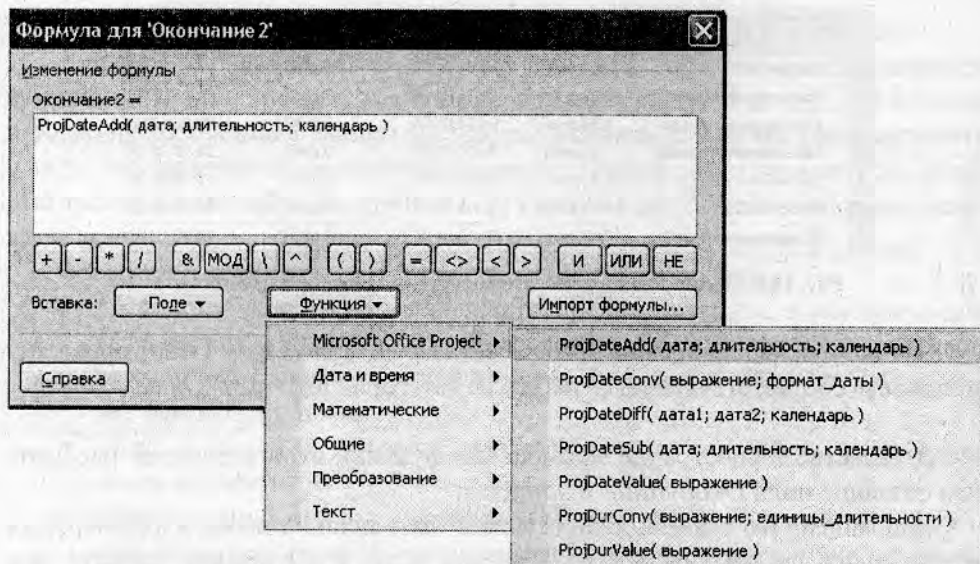 Формула для 'Окончание 2'
Изменение формулы
Окончание2 =
ProjDateAdd( дата; длительность; календарь )
+ - * / & МОД \ ^ ( ) = <> < > И ИЛИ НЕ
Вставка: Поле Функция Импорт формулы...
Справка
Microsoft Office Project
Дата и время
Математические
Общие
Преобразование
Текст
ProjDateAdd( дата; длительность; календарь )
ProjDateConv( выражение; формат_даты )
ProjDateDiff( дата1; дата2; календарь )
ProjDateSub( дата; длительность; календарь )
ProjDateValue( выражение )
ProjDurConv( выражение; единицы_длительности )
ProjDurValue( выражение )